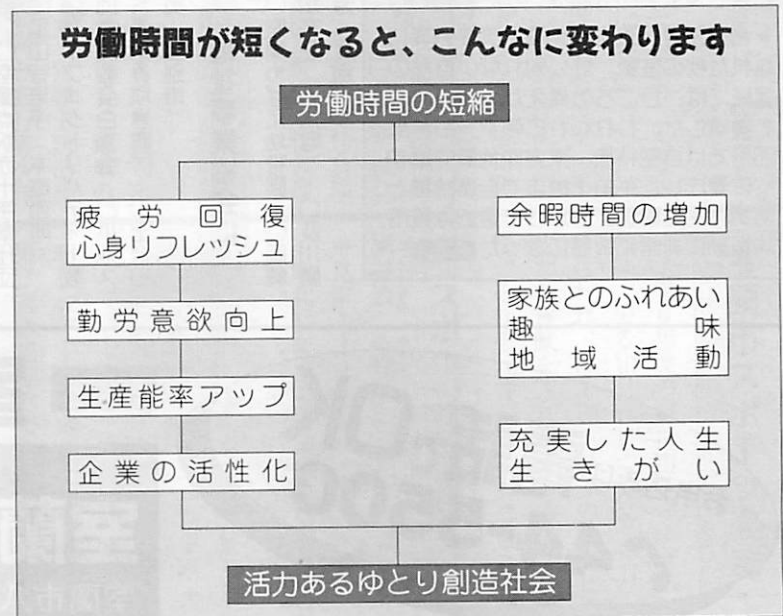 労働時間が短くなると、こんなに変わります
労働時間の短縮
疲労回復
心身リフレッシュ
勤労意欲向上
生産能率アップ
企業の活性化
余暇時間の増加
家族とのふれあい
趣味
地域活動
充実した人生
生きがい
活力あるゆとり創造社会